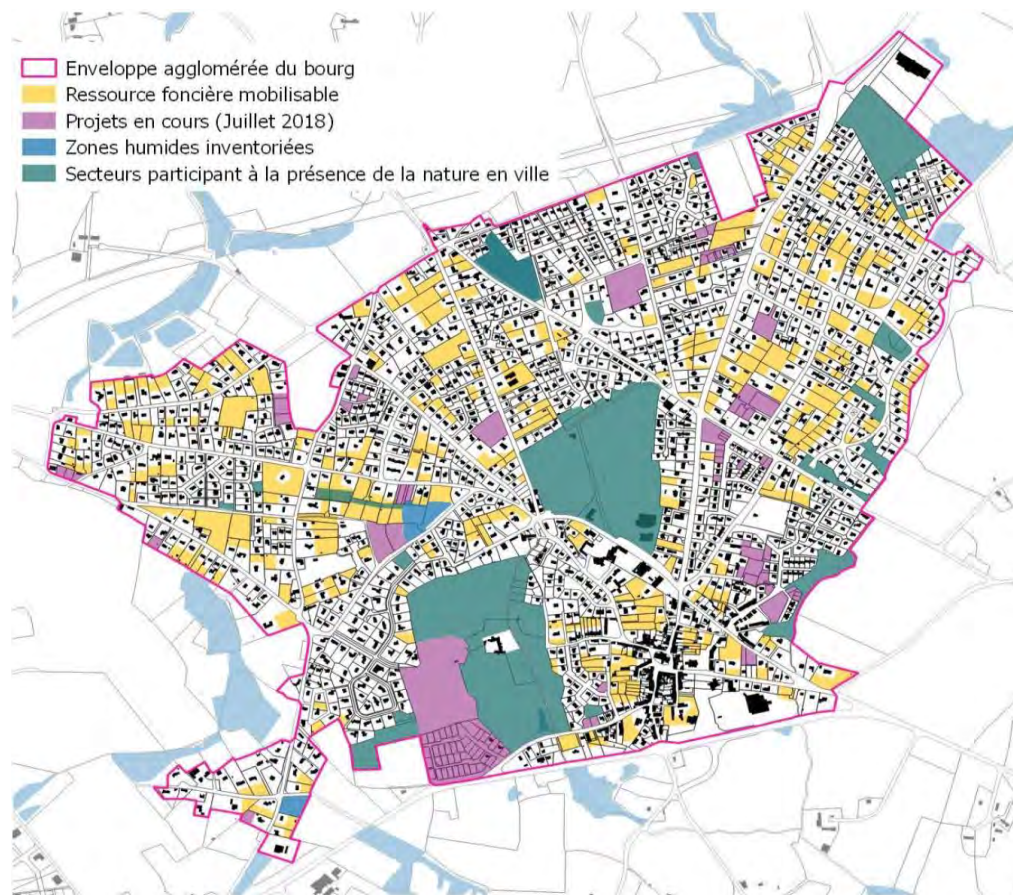 Enveloppe agglomérée du bourg
Ressource foncière mobilisable
Projets en cours (Juillet 2018)
Zones humides inventoriées
Secteurs participant à la présence de la nature en ville